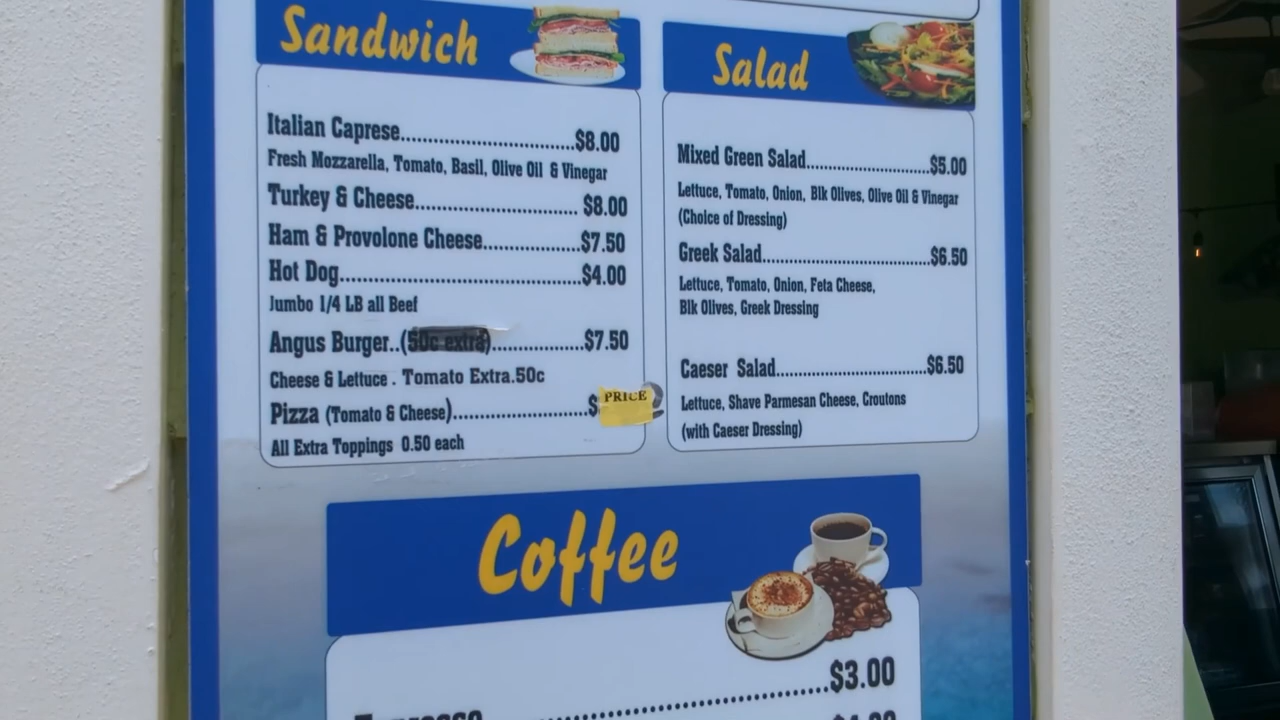 Sandwich
Italian Caprese..........................$8.00
Fresh Mozzarella, Tomato, Basil, Olive Oil & Vinegar
Turkey & Cheese........................ $8.00
Ham & Provolone Cheese..............$7.50
Hot Dog...................................$4.00
Jumbo 1/4 LB all Beef
Angus Burger..(50c extra)..............$7.50
Cheese & Lettuce . Tomato Extra.50c
Pizza (Tomato & Cheese)....................$
PRICE
All Extra Toppings 0.50 each
Salad
Mixed Green Salad.....................$5.00
Lettuce, Tomato, Onion, Blk Olives, Olive Oil & Vinegar
(Choice of Dressing)
Greek Salad..............................$6.50
Lettuce, Tomato, Onion, Feta Cheese,
Blk Olives, Greek Dressing
Caeser Salad...........................$6.50
Lettuce, Shave Parmesan Cheese, Croutons
(with Caeser Dressing)
Coffee
$3.00